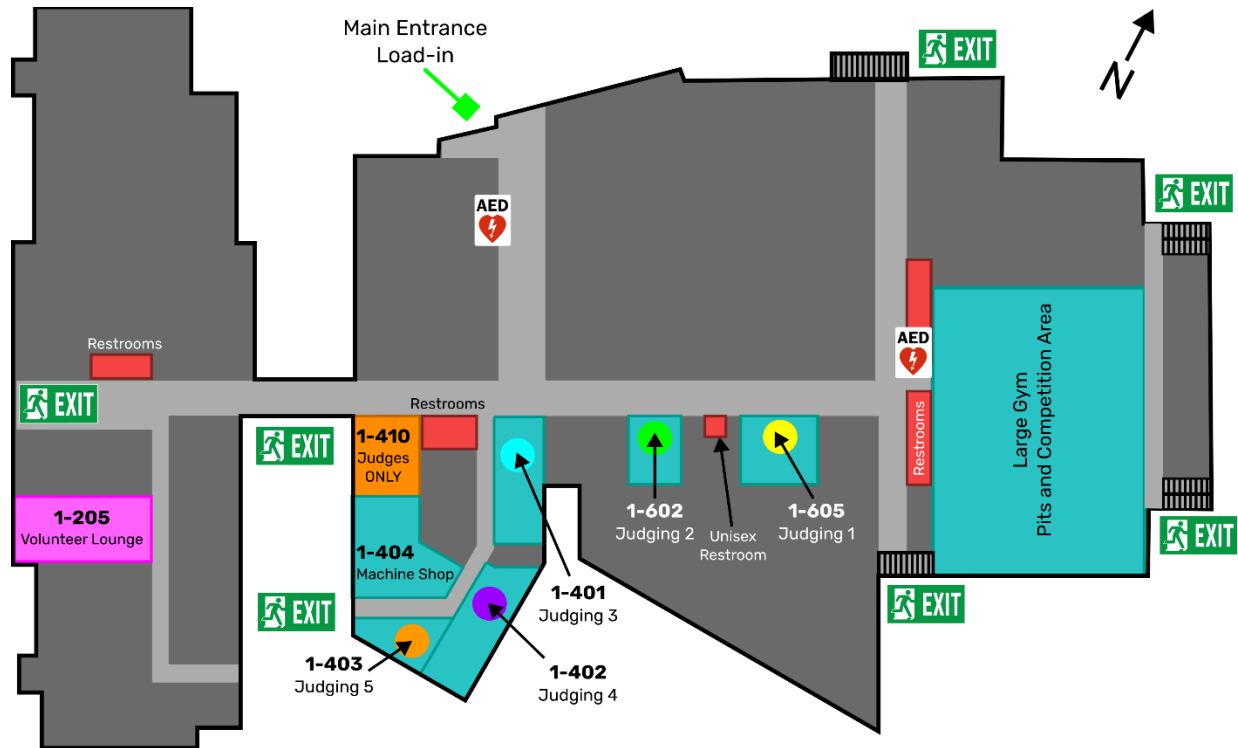 Main Entrance
Load-in
EXIT
N
EXIT
AED
Restrooms
AED
EXIT
Restrooms
EXIT
1-410
Judges
ONLY
Restrooms
Large Gym
Pits and Competition Area
1-205
Volunteer Lounge
1-602
Judging 2
Unisex
Restroom
1-605
Judging 1
EXIT
1-404
Machine Shop
EXIT
1-401
Judging 3
EXIT
1-403
Judging 5
1-402
Judging 4